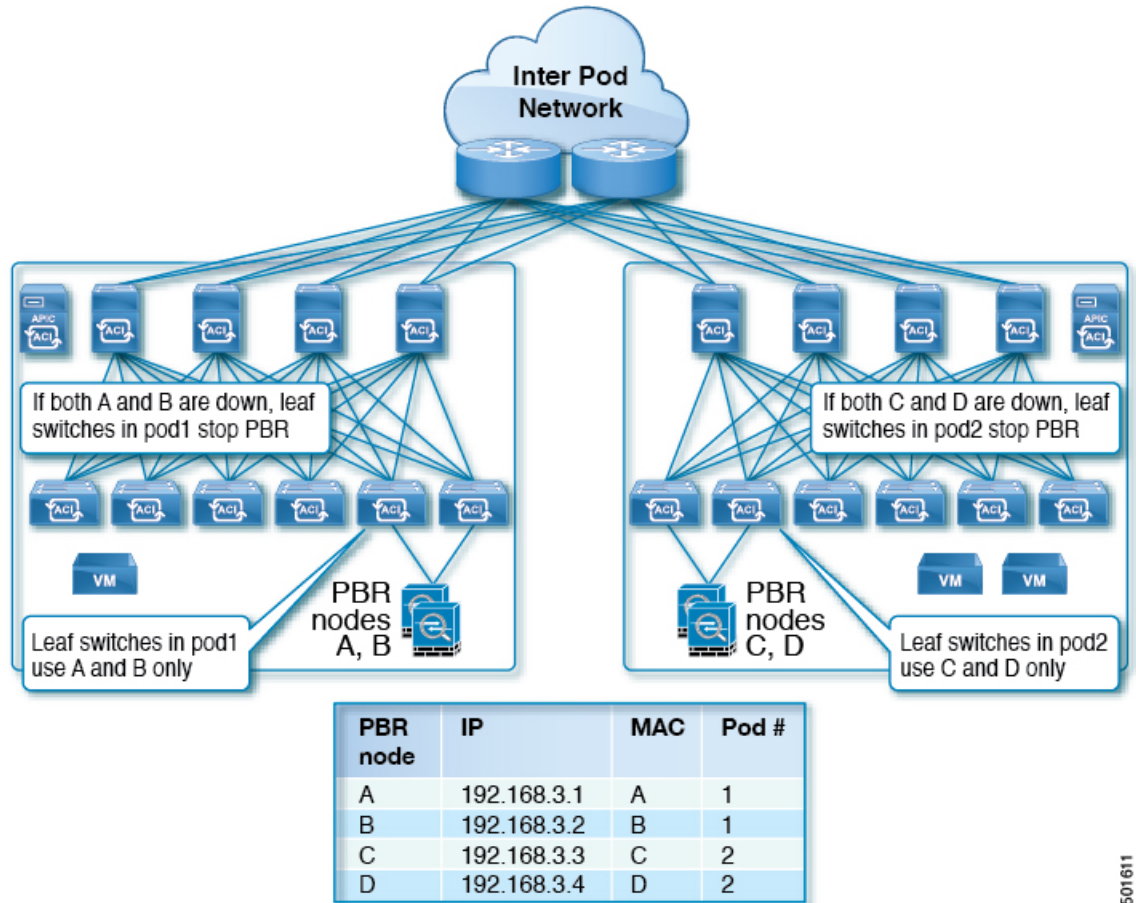 Inter Pod
Network
APIC
ACI
ACI
ACI
ACI
ACI
ACI
ACI
ACI
ACI
APIC
ACI
If both A and B are down, leaf
switches in pod1 stop PBR
If both C and D are down, leaf
switches in pod2 stop PBR
ACI
ACI
ACI
ACI
ACI
ACI
ACI
ACI
ACI
ACI
ACI
ACI
VM
PBR
nodes
A, B
PBR
nodes
C, D
VM
VM
Leaf switches in pod1
use A and B only
Leaf switches in pod2
use C and D only
PBR node IP MAC Pod #
A 192.168.3.1 A 1
B 192.168.3.2 B 1
C 192.168.3.3 C 2
D 192.168.3.4 D 2
501611